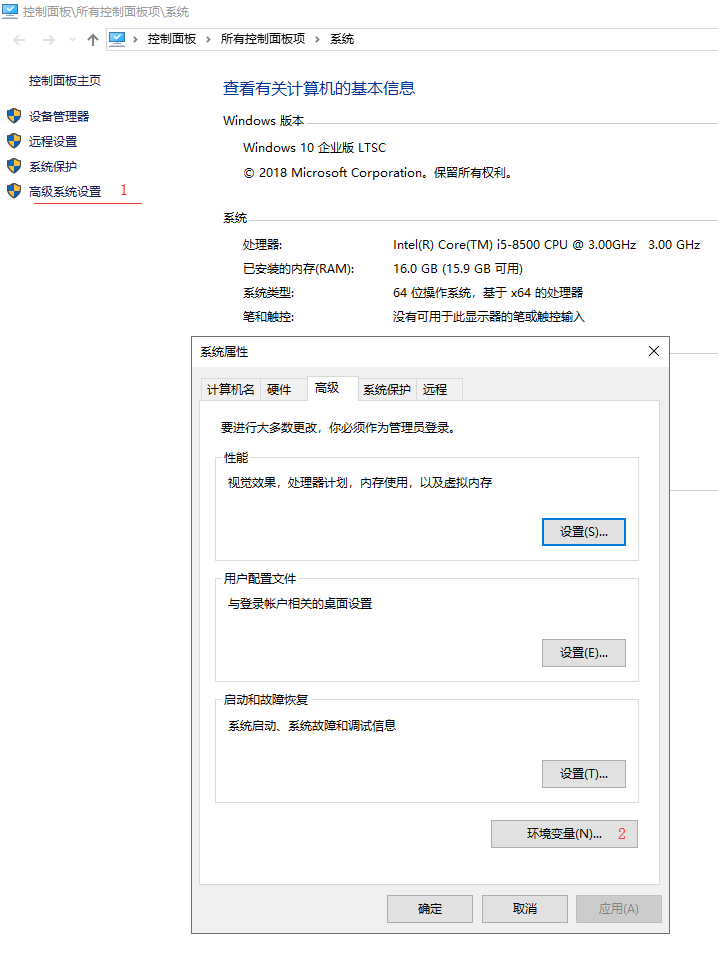 控制面板\所有控制面板项\系统
控制面板 › 所有控制面板项 › 系统
控制面板主页
设备管理器
远程设置
系统保护
高级系统设置 1
查看有关计算机的基本信息
Windows 版本
Windows 10 企业版 LTSC
© 2018 Microsoft Corporation。保留所有权利。
系统
处理器: Intel(R) Core(TM) i5-8500 CPU @ 3.00GHz 3.00 GHz
已安装的内存(RAM): 16.0 GB (15.9 GB 可用)
系统类型: 64 位操作系统，基于 x64 的处理器
笔和触控: 没有可用于此显示器的笔或触控输入
系统属性
计算机名 硬件 高级 系统保护 远程
要进行大多数更改，你必须作为管理员登录。
性能
视觉效果，处理器计划，内存使用，以及虚拟内存
设置(S)...
用户配置文件
与登录帐户相关的桌面设置
设置(E)...
启动和故障恢复
系统启动、系统故障和调试信息
设置(T)...
环境变量(N)... 2
确定 取消 应用(A)